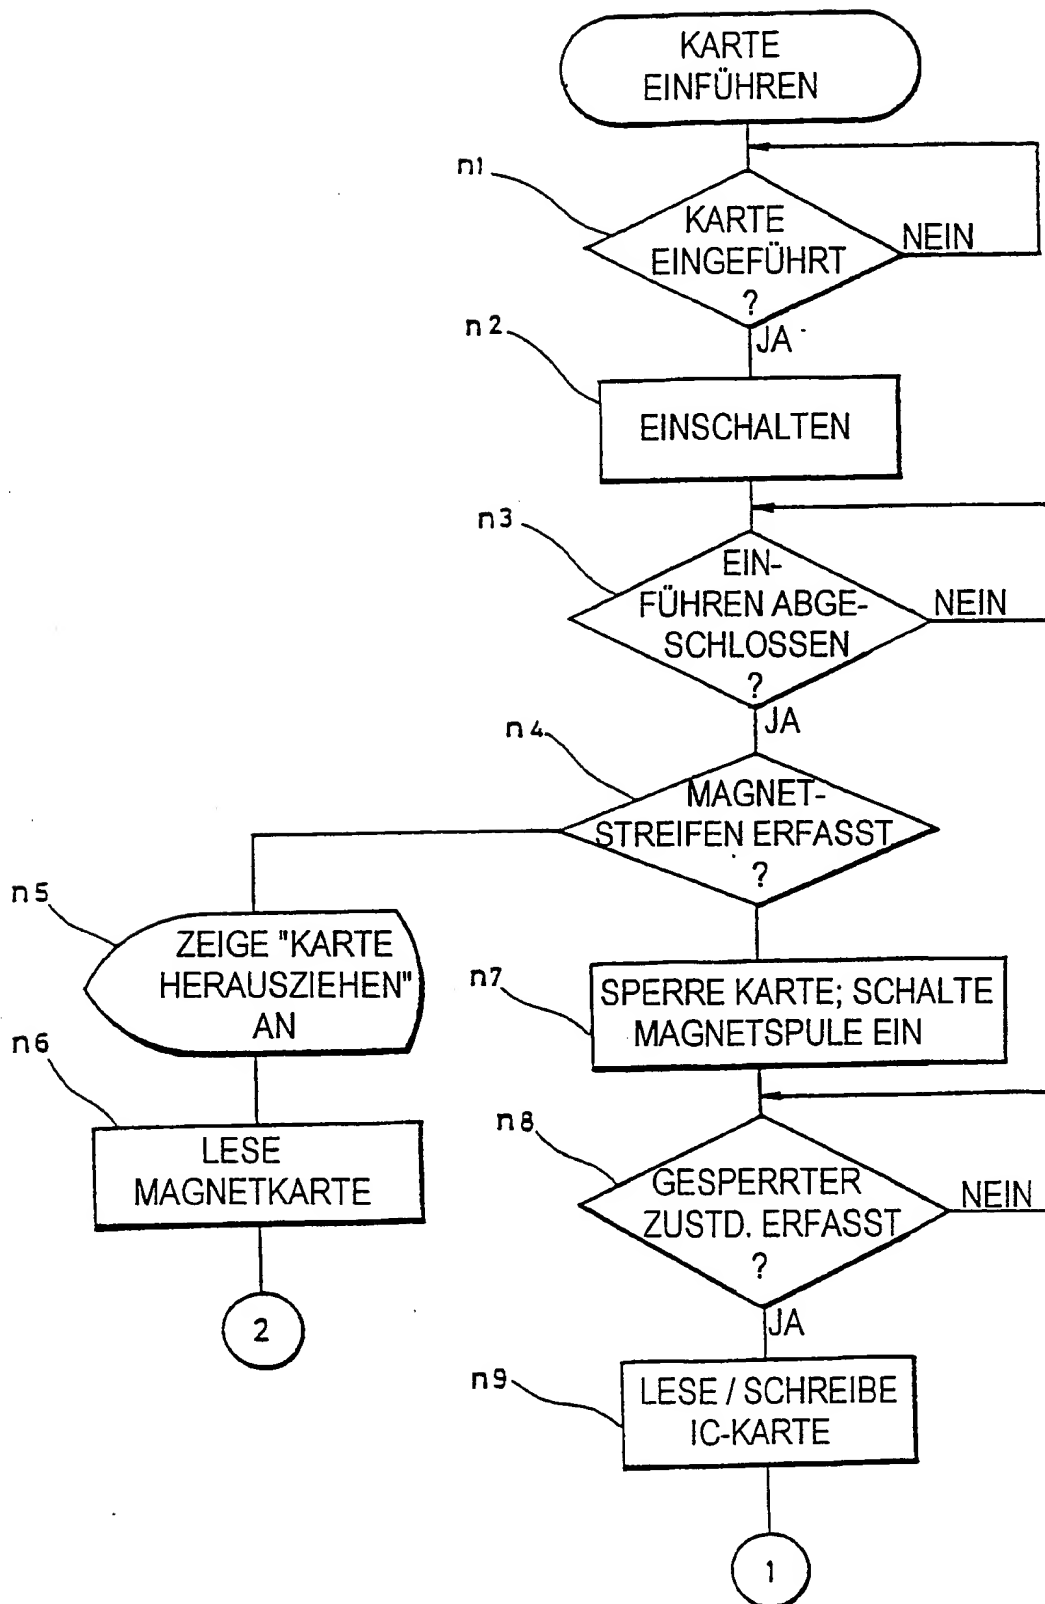 KARTE
EINFÜHREN
n1
KARTE
EINGEFÜHRT
?
NEIN
JA
n2
EINSCHALTEN
n3
EIN-
FÜHREN ABGE-
SCHLOSSEN
?
NEIN
JA
n4
MAGNET-
STREIFEN ERFASST
?
n5
ZEIGE "KARTE
HERAUSZIEHEN"
AN
n6
LESE
MAGNETKARTE
2
n7
SPERRE KARTE; SCHALTE
MAGNETSPULE EIN
n8
GESPERRTER
ZUSTD. ERFASST
?
NEIN
JA
n9
LESE / SCHREIBE
IC-KARTE
1